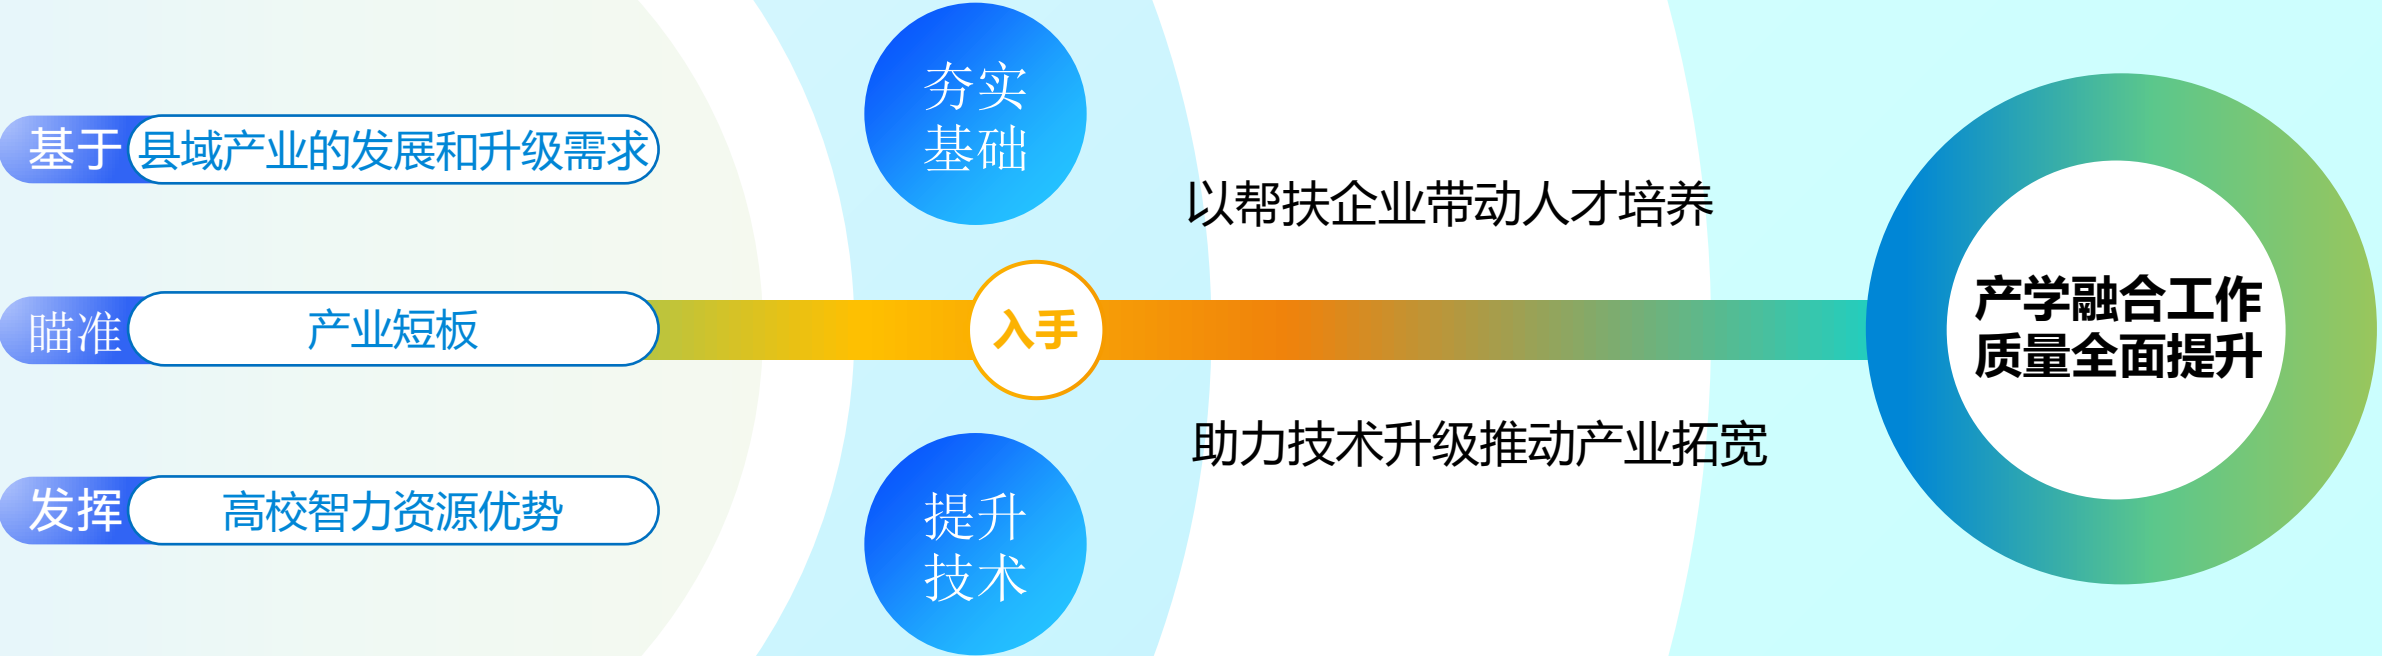 基于 县域产业的发展和升级需求
瞄准 产业短板
发挥 高校智力资源优势
夯实
基础
入手
提升
技术
以帮扶企业带动人才培养
助力技术升级推动产业拓宽
产学融合工作
质量全面提升